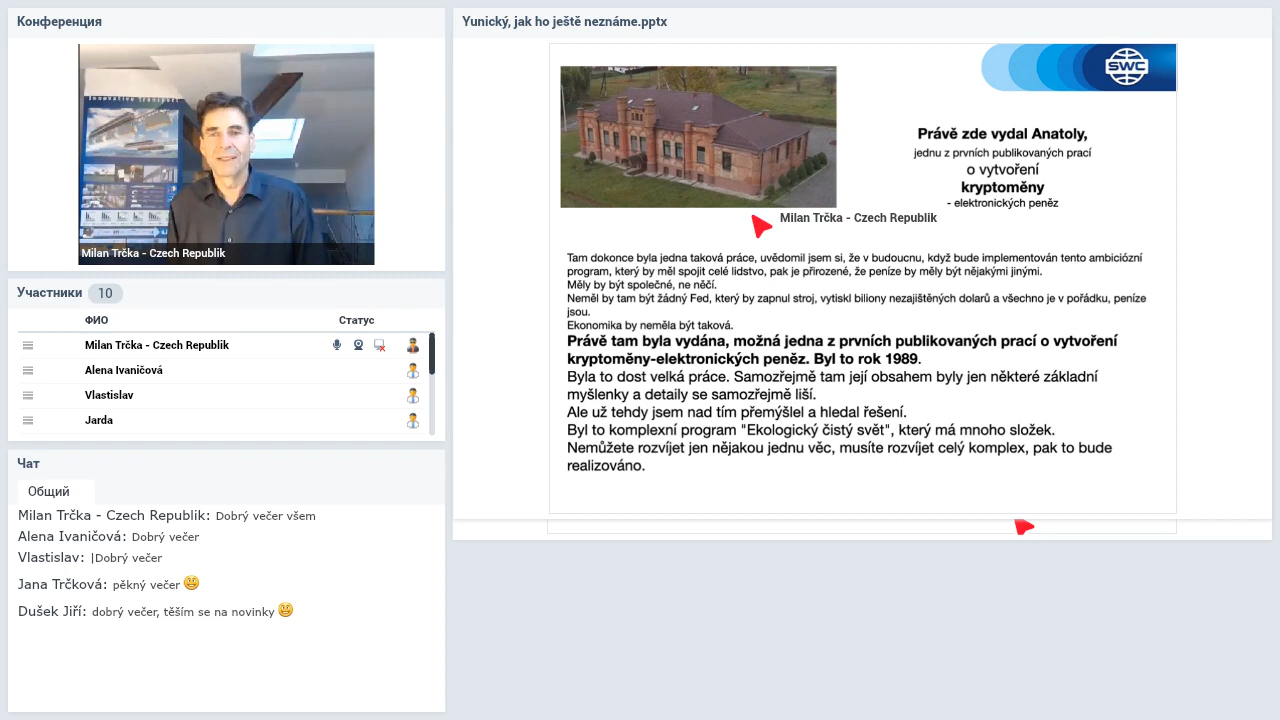 Конференция
Innovative transport
Milan Trčka - Czech Republik
Участники 10
ФИО Статус
Milan Trčka - Czech Republik
Alena Ivaničová
Vlastislav
Jarda
Чат
Общий
Milan Trčka - Czech Republik: Dobrý večer všem
Alena Ivaničová: Dobrý večer
Vlastislav: |Dobrý večer
Jana Trčková: pěkný večer
Dušek Jiří: dobrý večer, těším se na novinky
Yunický, jak ho ještě neznáme.pptx
SWC
Právě zde vydal Anatoly,
jednu z prvních publikovaných prací
o vytvoření
kryptoměny
- elektronických peněz
Milan Trčka - Czech Republik
Tam dokonce byla jedna taková práce, uvědomil jsem si, že v budoucnu, když bude implementován tento ambiciózní
program, který by měl spojit celé lidstvo, pak je přirozené, že peníze by měly být nějakými jinými.
Měly by být společné, ne něčí.
Neměl by tam být žádný Fed, který by zapnul stroj, vytiskl biliony nezajištěných dolarů a všechno je v pořádku, peníze
jsou.
Ekonomika by neměla být taková.
Právě tam byla vydána, možná jedna z prvních publikovaných prací o vytvoření
kryptoměny-elektronických peněz. Byl to rok 1989.
Byla to dost velká práce. Samozřejmě tam její obsahem byly jen některé základní
myšlenky a detaily se samozřejmě liší.
Ale už tehdy jsem nad tím přemýšlel a hledal řešení.
Byl to komplexní program "Ekologický čistý svět", který má mnoho složek.
Nemůžete rozvíjet jen nějakou jednu věc, musíte rozvíjet celý komplex, pak to bude
realizováno.